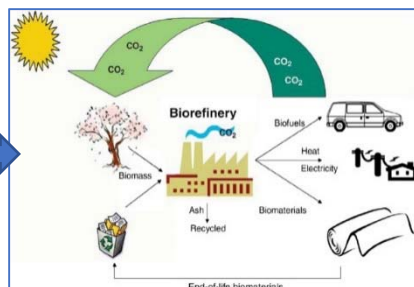 CO2
CO2
CO2
CO2
Biorefinery
CO2
Biofuels
Biomass
Heat
Electricity
Ash
Recycled
Biomaterials
End-of-life biomaterials